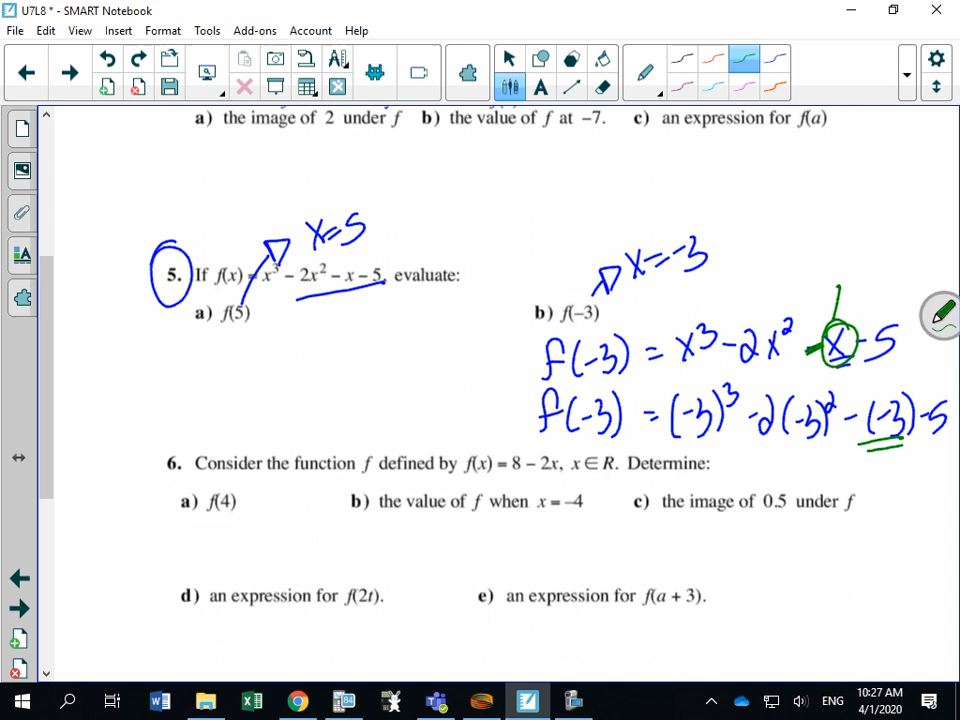 U7L8 * - SMART Notebook
File Edit View Insert Format Tools Add-ons Account Help
a) the image of 2 under f b) the value of f at −7. c) an expression for f(a)
x=5
x=-3
5. If f(x) = x³ − 2x² − x − 5, evaluate:
a) f(5) b) f(−3)
f(-3) = x³ -2x² -x-5
f(-3) = (-3)³ -2(-3)² -(-3)-5
6. Consider the function f defined by f(x) = 8 − 2x, x ∈ R. Determine:
a) f(4) b) the value of f when x = −4 c) the image of 0.5 under f
d) an expression for f(2t). e) an expression for f(a + 3).
ENG
10:27 AM
4/1/2020